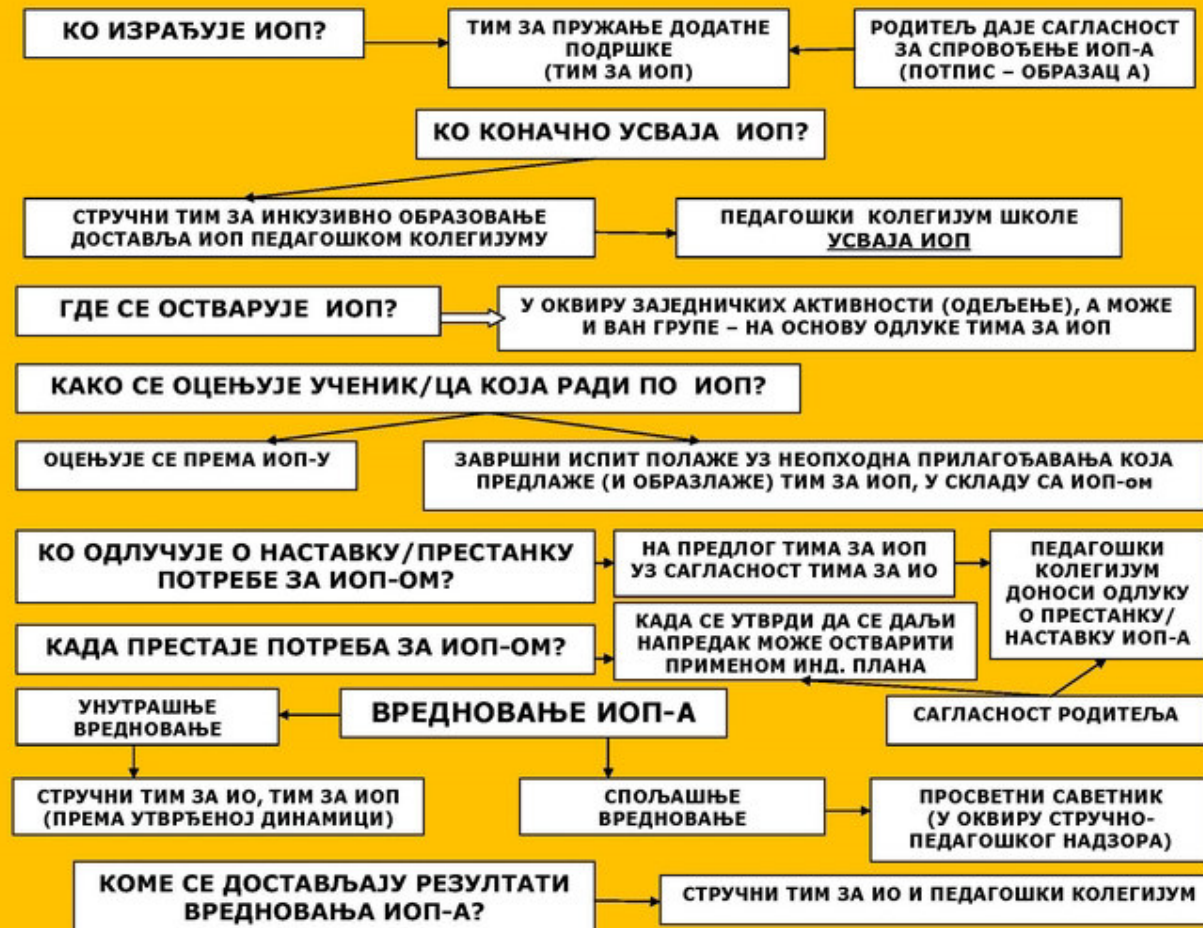 КО ИЗРАЂУЈЕ ИОП?
ТИМ ЗА ПРУЖАЊЕ ДОДАТНЕ
ПОДРШКЕ
(ТИМ ЗА ИОП)
РОДИТЕЉ ДАЈЕ САГЛАСНОСТ
ЗА СПРОВОЂЕЊЕ ИОП-А
(ПОТПИС – ОБРАЗАЦ А)
КО КОНАЧНО УСВАЈА ИОП?
СТРУЧНИ ТИМ ЗА ИНКУЗИВНО ОБРАЗОВАЊЕ
ДОСТАВЉА ИОП ПЕДАГОШКОМ КОЛЕГИЈУМУ
ПЕДАГОШКИ КОЛЕГИЈУМ ШКОЛЕ
УСВАЈА ИОП
ГДЕ СЕ ОСТВАРУЈЕ ИОП?
У ОКВИРУ ЗАЈЕДНИЧКИХ АКТИВНОСТИ (ОДЕЉЕЊЕ), А МОЖЕ
И ВАН ГРУПЕ – НА ОСНОВУ ОДЛУКЕ ТИМА ЗА ИОП
КАКО СЕ ОЦЕЊУЈЕ УЧЕНИК/ЦА КОЈА РАДИ ПО ИОП?
ОЦЕЊУЈЕ СЕ ПРЕМА ИОП-У
ЗАВРШНИ ИСПИТ ПОЛАЖЕ УЗ НЕОПХОДНА ПРИЛАГОЂАВАЊА КОЈА
ПРЕДЛАЖЕ (И ОБРАЗЛАЖЕ) ТИМ ЗА ИОП, У СКЛАДУ СА ИОП-ом
КО ОДЛУЧУЈЕ О НАСТАВКУ/ПРЕСТАНКУ
ПОТРЕБЕ ЗА ИОП-ОМ?
НА ПРЕДЛОГ ТИМА ЗА ИОП
УЗ САГЛАСНОСТ ТИМА ЗА ИО
ПЕДАГОШКИ
КОЛЕГИЈУМ
ДОНОСИ ОДЛУКУ
О ПРЕСТАНКУ/
НАСТАВКУ ИОП-А
КАДА ПРЕСТАЈЕ ПОТРЕБА ЗА ИОП-ОМ?
КАДА СЕ УТВРДИ ДА СЕ ДАЉИ
НАПРЕДАК МОЖЕ ОСТВАРИТИ
ПРИМЕНОМ ИНД. ПЛАНА
САГЛАСНОСТ РОДИТЕЉА
ВРЕДНОВАЊЕ ИОП-А
УНУТРАШЊЕ
ВРЕДНОВАЊЕ
СТРУЧНИ ТИМ ЗА ИО, ТИМ ЗА ИОП
(ПРЕМА УТВРЂЕНОЈ ДИНАМИЦИ)
СПОЉАШЊЕ
ВРЕДНОВАЊЕ
ПРОСВЕТНИ САВЕТНИК
(У ОКВИРУ СТРУЧНО-
ПЕДАГОШКОГ НАДЗОРА)
КОМЕ СЕ ДОСТАВЉАЈУ РЕЗУЛТАТИ
ВРЕДНОВАЊА ИОП-А?
СТРУЧНИ ТИМ ЗА ИО И ПЕДАГОШКИ КОЛЕГИЈУМ